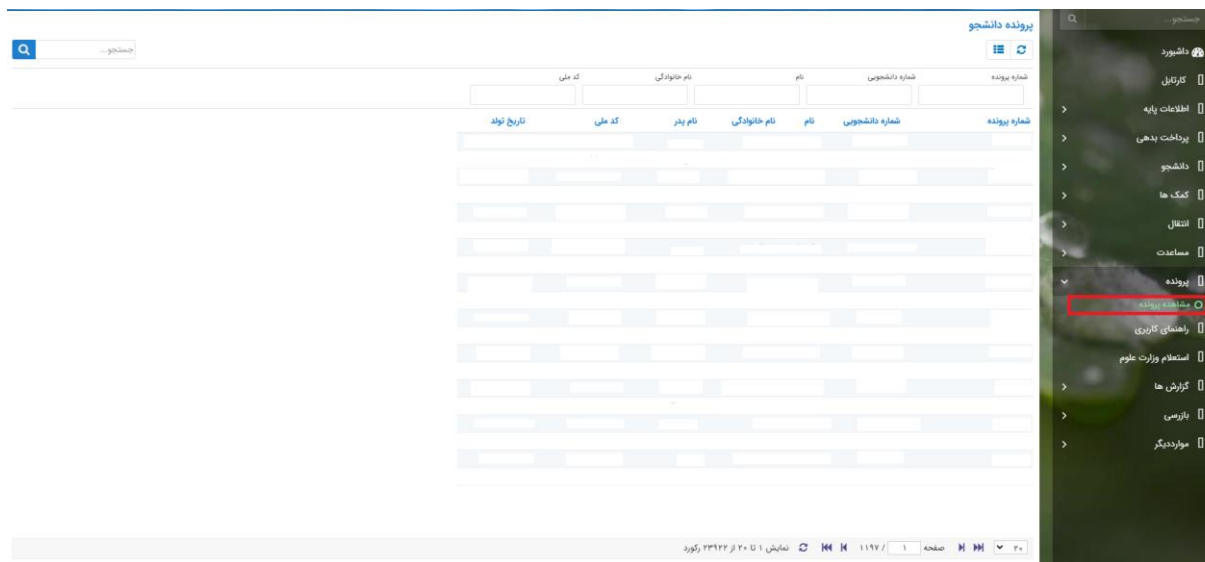 جستجو...
داشبورد
کارتابل
اطلاعات پایه
پرداخت بدهی
دانشجو
کمک ها
انتقال
مساعدت
پرونده
مشاهده پرونده
راهنمای کاربری
استعلام وزارت علوم
گزارش ها
بازرسی
مواردديگر
پرونده دانشجو
جستجو...
شماره پرونده شماره دانشجویی نام نام خانوادگی کد ملی
شماره پرونده شماره دانشجویی نام نام خانوادگی نام پدر کد ملی تاریخ تولد
۲۰ صفحه ۱ / ۱۱۹۷ نمایش ۱ تا ۲۰ از ۲۳۹۲۲ رکورد